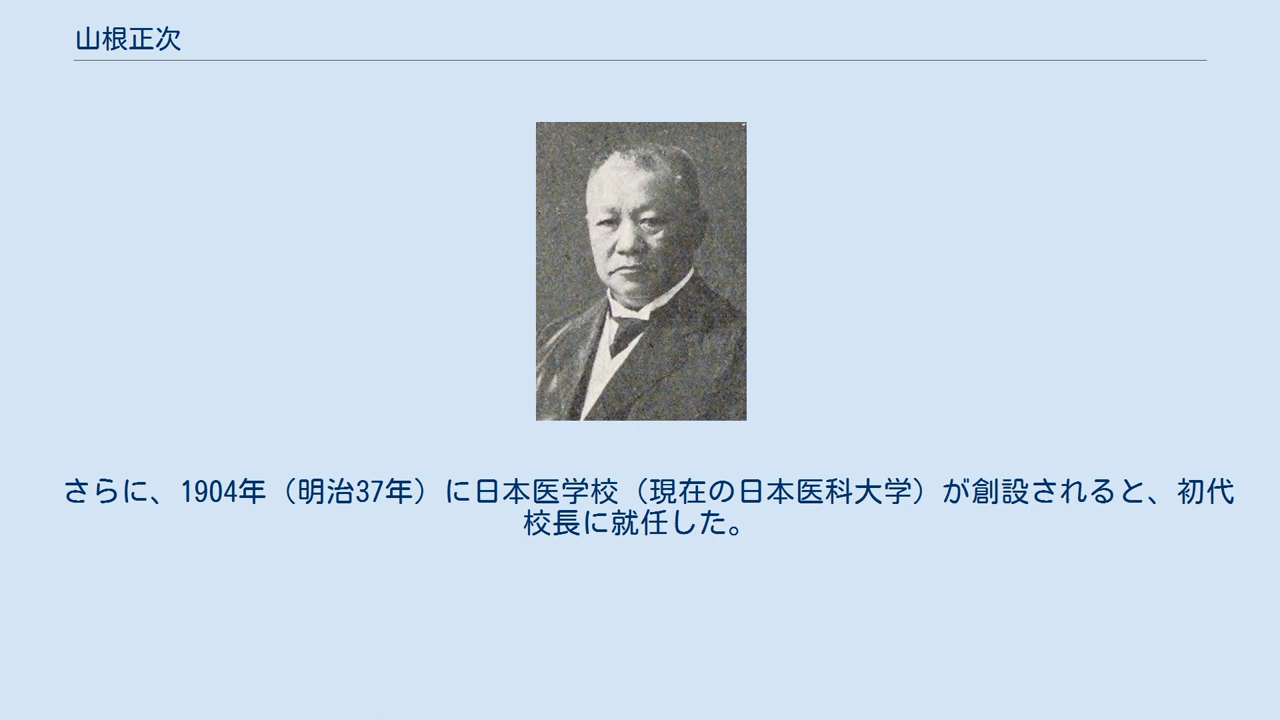 山根正次
さらに、1904年（明治37年）に日本医学校（現在の日本医科大学）が創設されると、初代
校長に就任した。